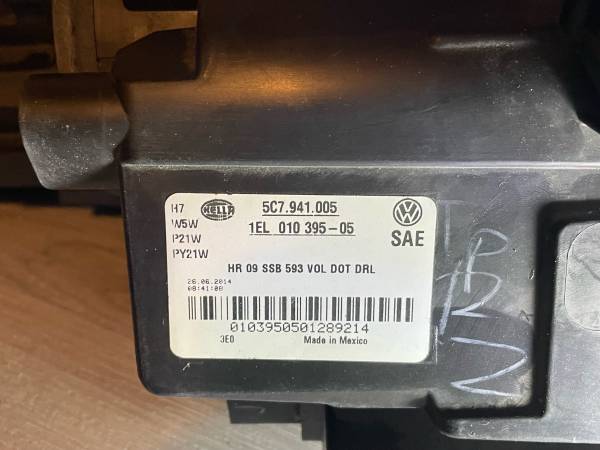 H7
W5W
P21W
PY21W
HELLA
5C7.941.005
1EL 010 395-05
SAE
HR 09 SSB 593 VOL DOT DRL
26.06.2014
08:41:08
0103950501289214
3E0
Made in Mexico